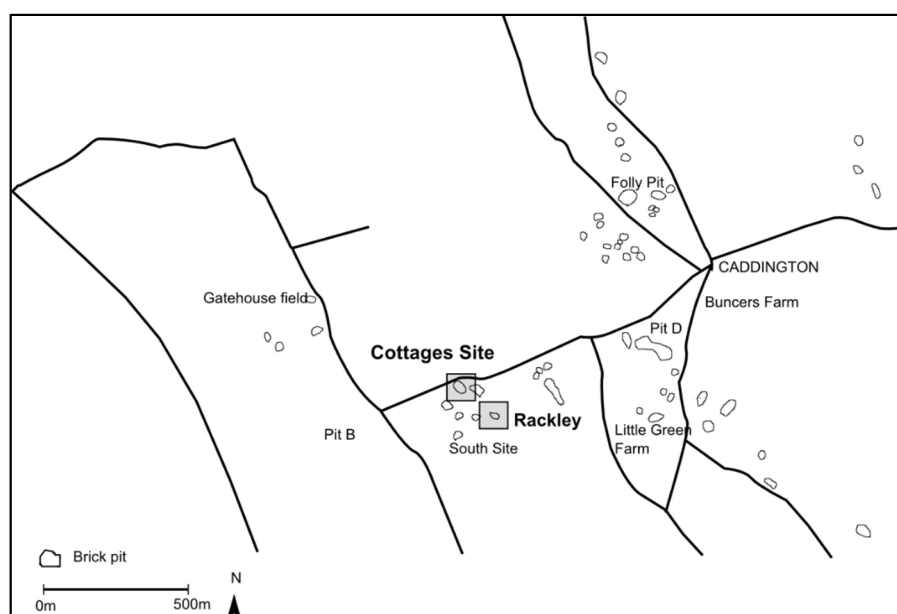 Folly Pit
CADDINGTON
Gatehouse field
Buncers Farm
Pit D
Cottages Site
Rackley
Pit B
South Site
Little Green
Farm
Brick pit
N
0m
500m